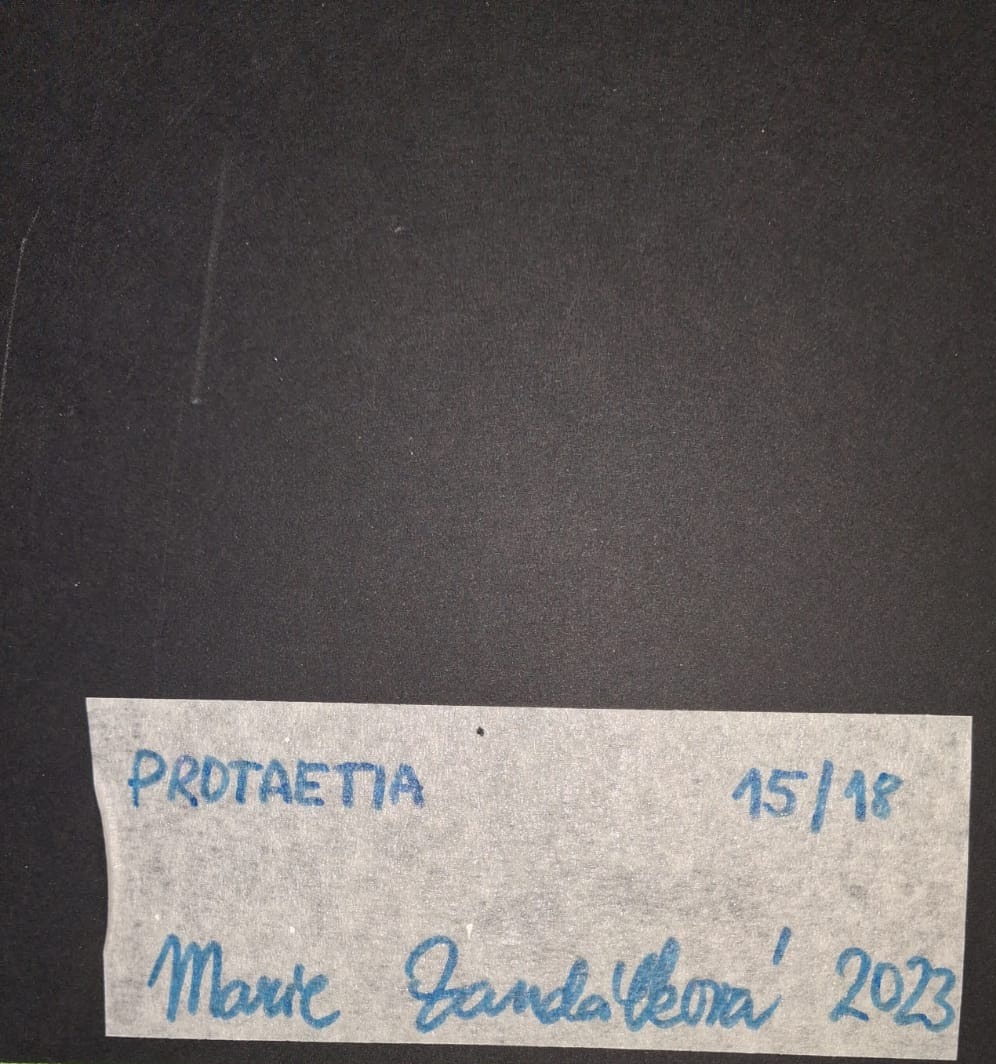 PROTAETIA 15/18
Marie Zandálková 2023